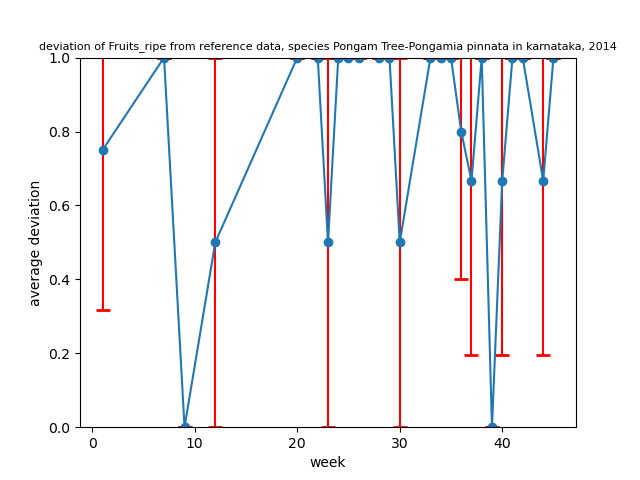 deviation of Fruits_ripe from reference data, species Pongam Tree-Pongamia pinnata in karnataka, 2014
1.0
0.8
0.6
0.4
0.2
0.0
average deviation
0 10 20 30 40
week